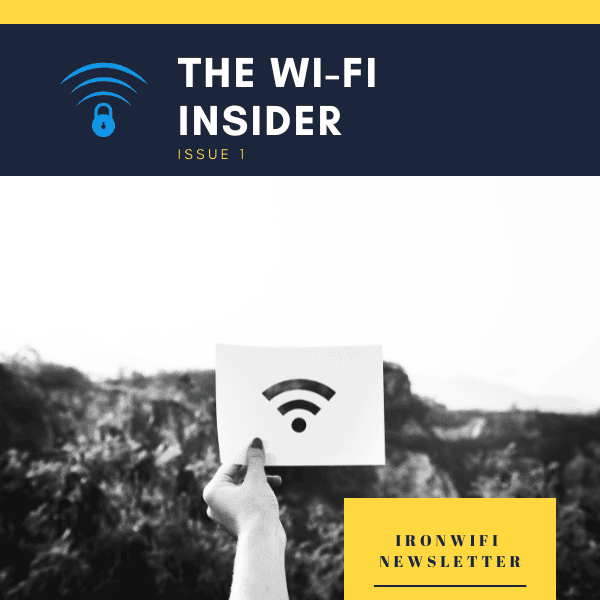 THE WI-FI
INSIDER
ISSUE 1
IRONWIFI
NEWSLETTER